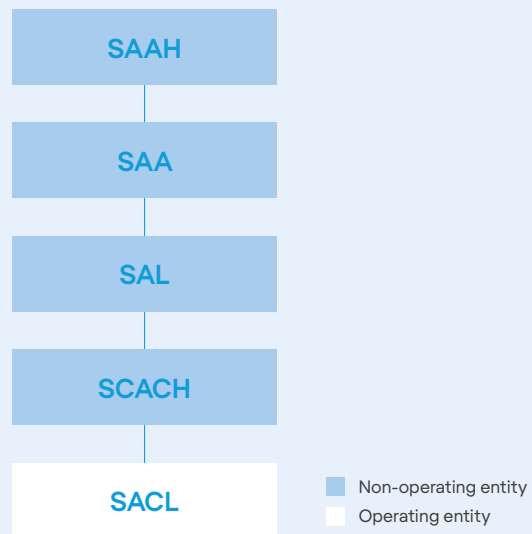 SAAH
SAA
SAL
SCACH
SACL
Non-operating entity
Operating entity